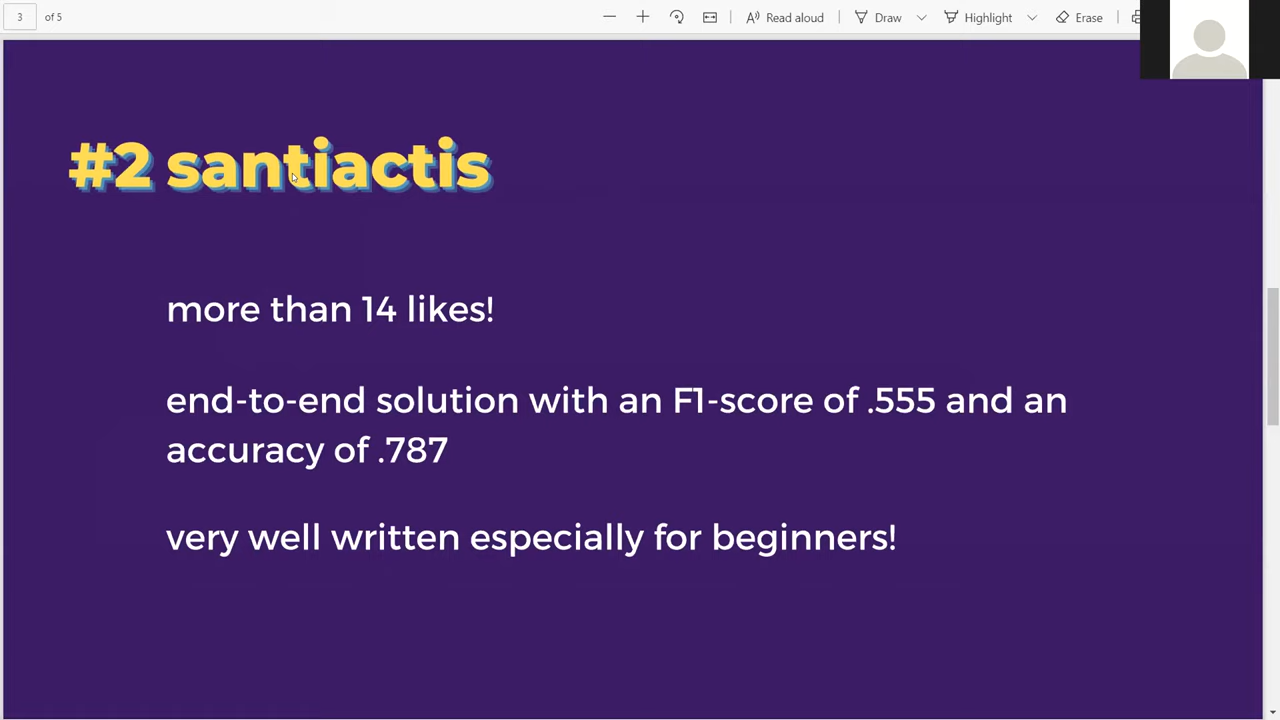 3 of 5 Read aloud Draw Highlight Erase
#2 santiactis
more than 14 likes!
end-to-end solution with an F1-score of .555 and an
accuracy of .787
very well written especially for beginners!